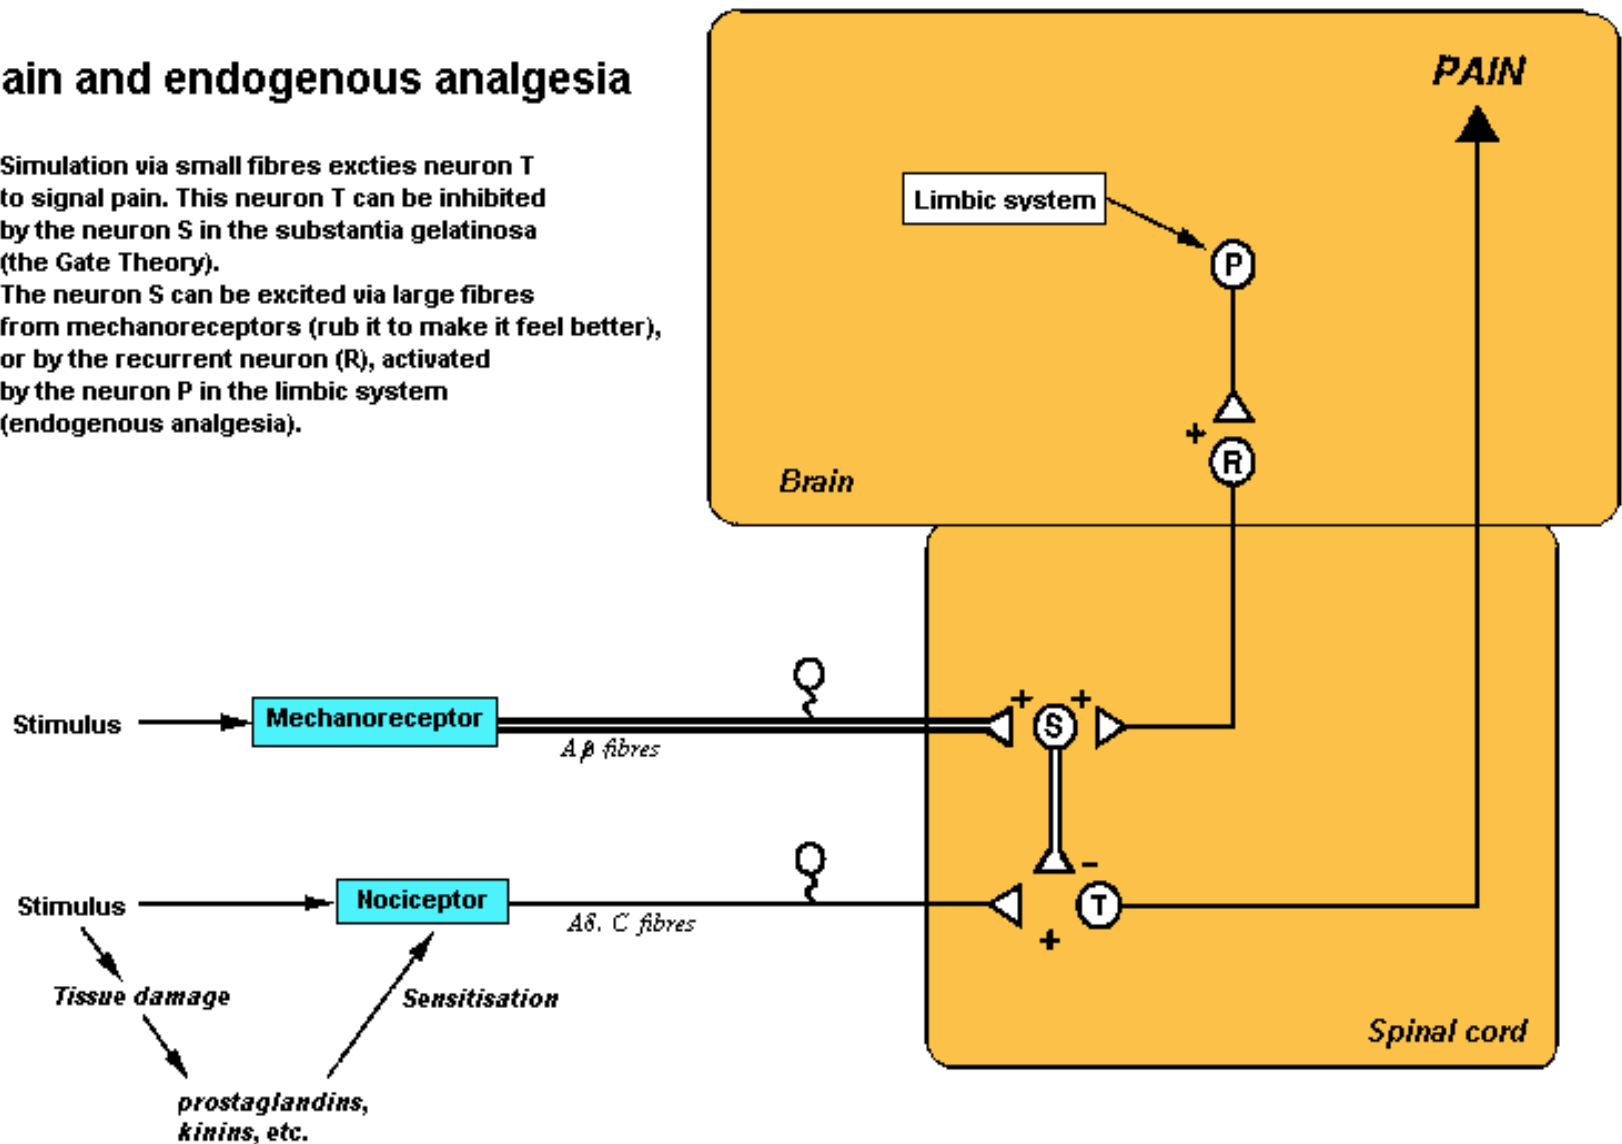 ain and endogenous analgesia
Simulation via small fibres excties neuron T
to signal pain. This neuron T can be inhibited
by the neuron S in the substantia gelatinosa
(the Gate Theory).
The neuron S can be excited via large fibres
from mechanoreceptors (rub it to make it feel better),
or by the recurrent neuron (R), activated
by the neuron P in the limbic system
(endogenous analgesia).
PAIN
Limbic system
P
+
R
Brain
Stimulus
Mechanoreceptor
Aβ fibres
+
S
+
-
Stimulus
Nociceptor
Aδ. C fibres
T
+
Tissue damage
Sensitisation
prostaglandins,
kinins, etc.
Spinal cord